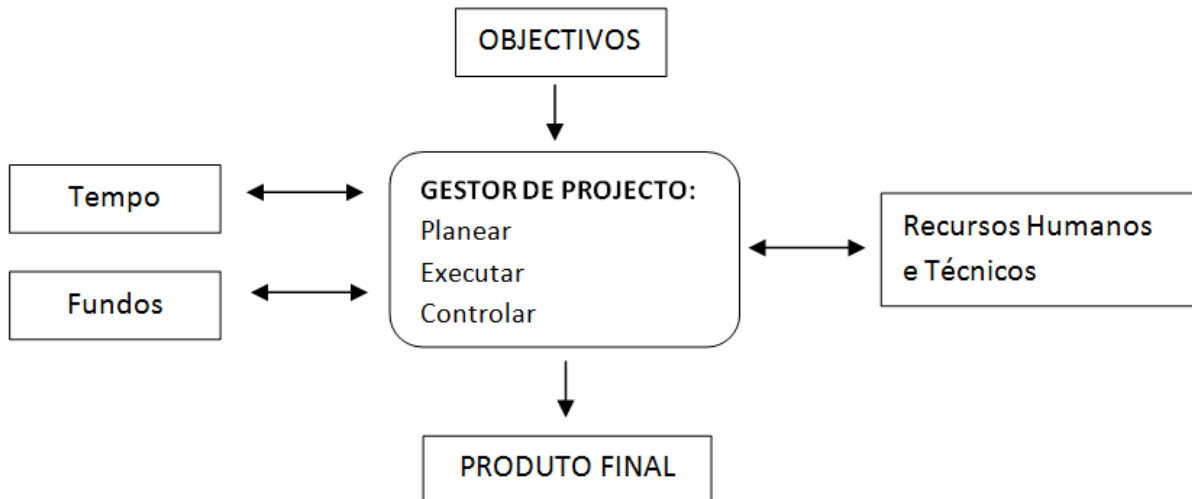 OBJECTIVOS
Tempo
Fundos
GESTOR DE PROJECTO:
Planear
Executar
Controlar
Recursos Humanos
e Técnicos
PRODUTO FINAL